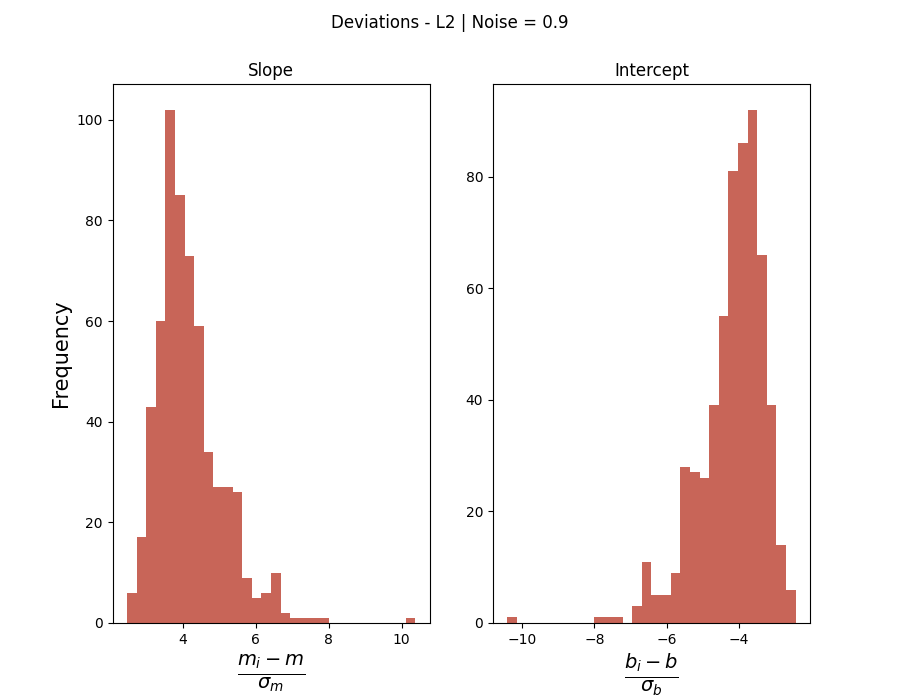 Deviations - L2 | Noise = 0.9
Slope
Intercept
Frequency
100
80
60
40
20
0
4
6
8
10
80
60
40
20
0
−10
−8
−6
−4
m_i − m
σ_m
b_i − b
σ_b